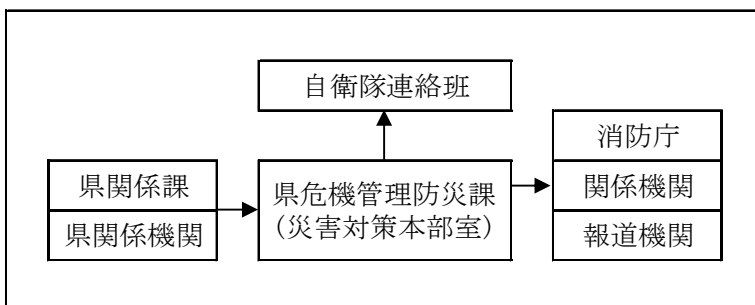 自衛隊連絡班
県関係課
県関係機関
県危機管理防災課
（災害対策本部室）
消防庁
関係機関
報道機関